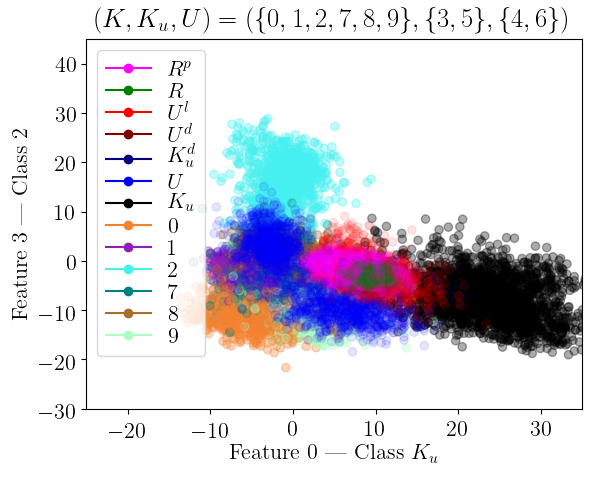 (K, K_u, U) = ({0, 1, 2, 7, 8, 9}, {3, 5}, {4, 6})
Feature 3 — Class 2
40
30
20
10
0
−10
−20
−30
R^p
R
U^l
U^d
K_u^d
U
K_u
0
1
2
7
8
9
−20 −10 0 10 20 30
Feature 0 — Class K_u